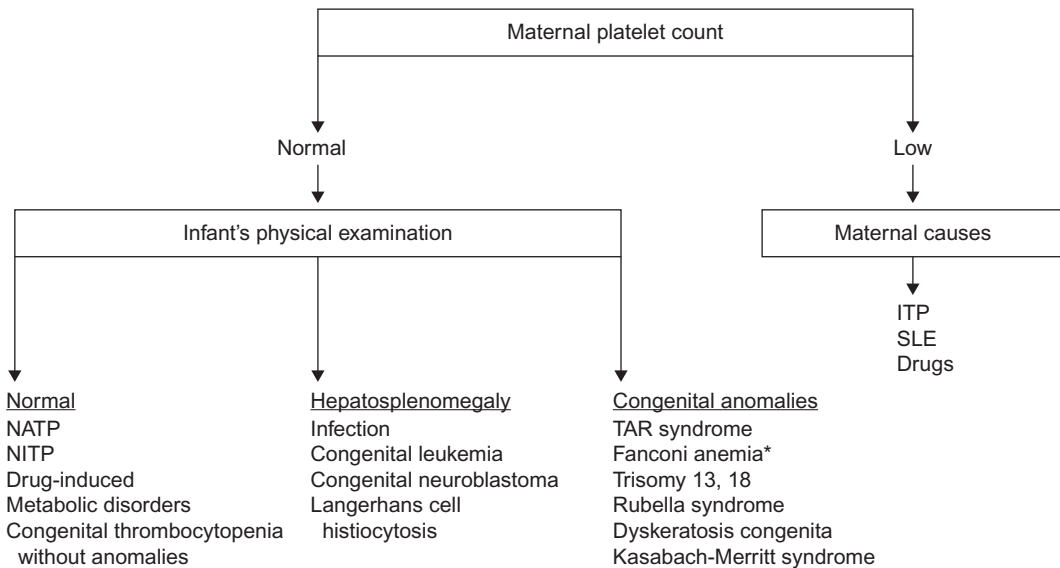 Maternal platelet count
Normal
Low
Infant's physical examination
Maternal causes
ITP
SLE
Drugs
Normal
NATP
NITP
Drug-induced
Metabolic disorders
Congenital thrombocytopenia
without anomalies
Hepatosplenomegaly
Infection
Congenital leukemia
Congenital neuroblastoma
Langerhans cell
histiocytosis
Congenital anomalies
TAR syndrome
Fanconi anemia*
Trisomy 13, 18
Rubella syndrome
Dyskeratosis congenita
Kasabach-Merritt syndrome